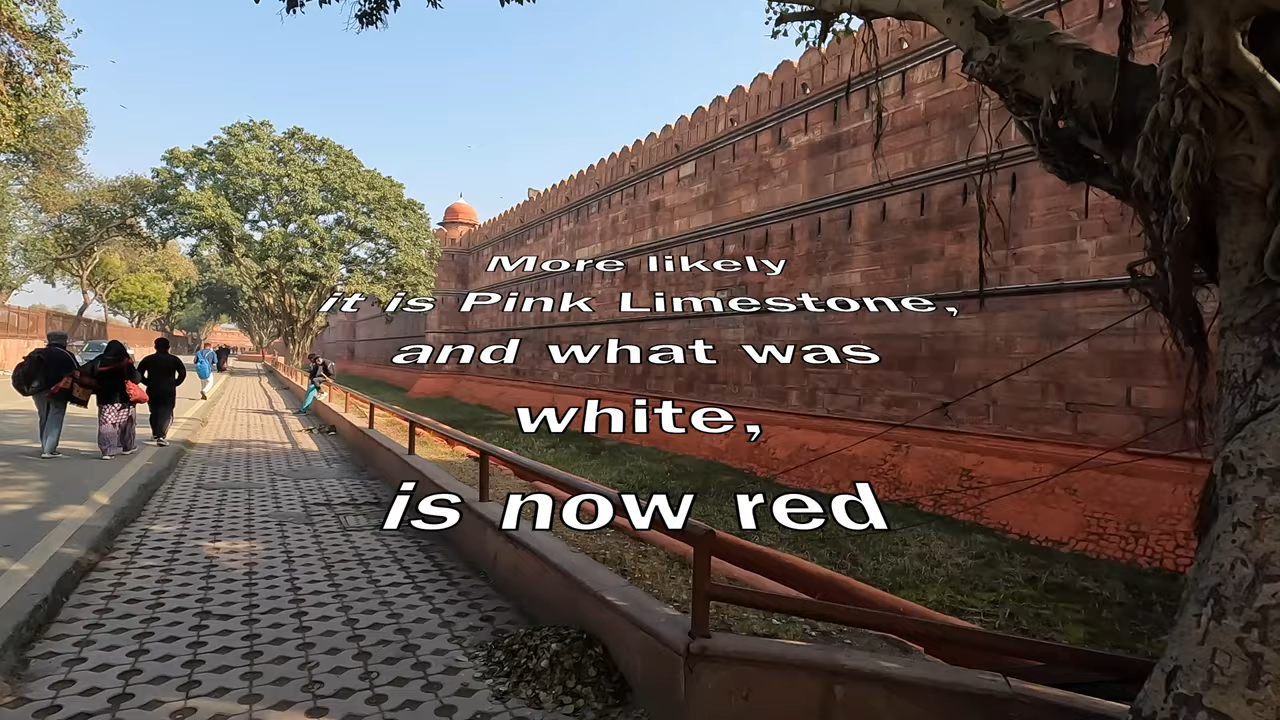 More likely
it is Pink Limestone,
and what was
white,
is now red